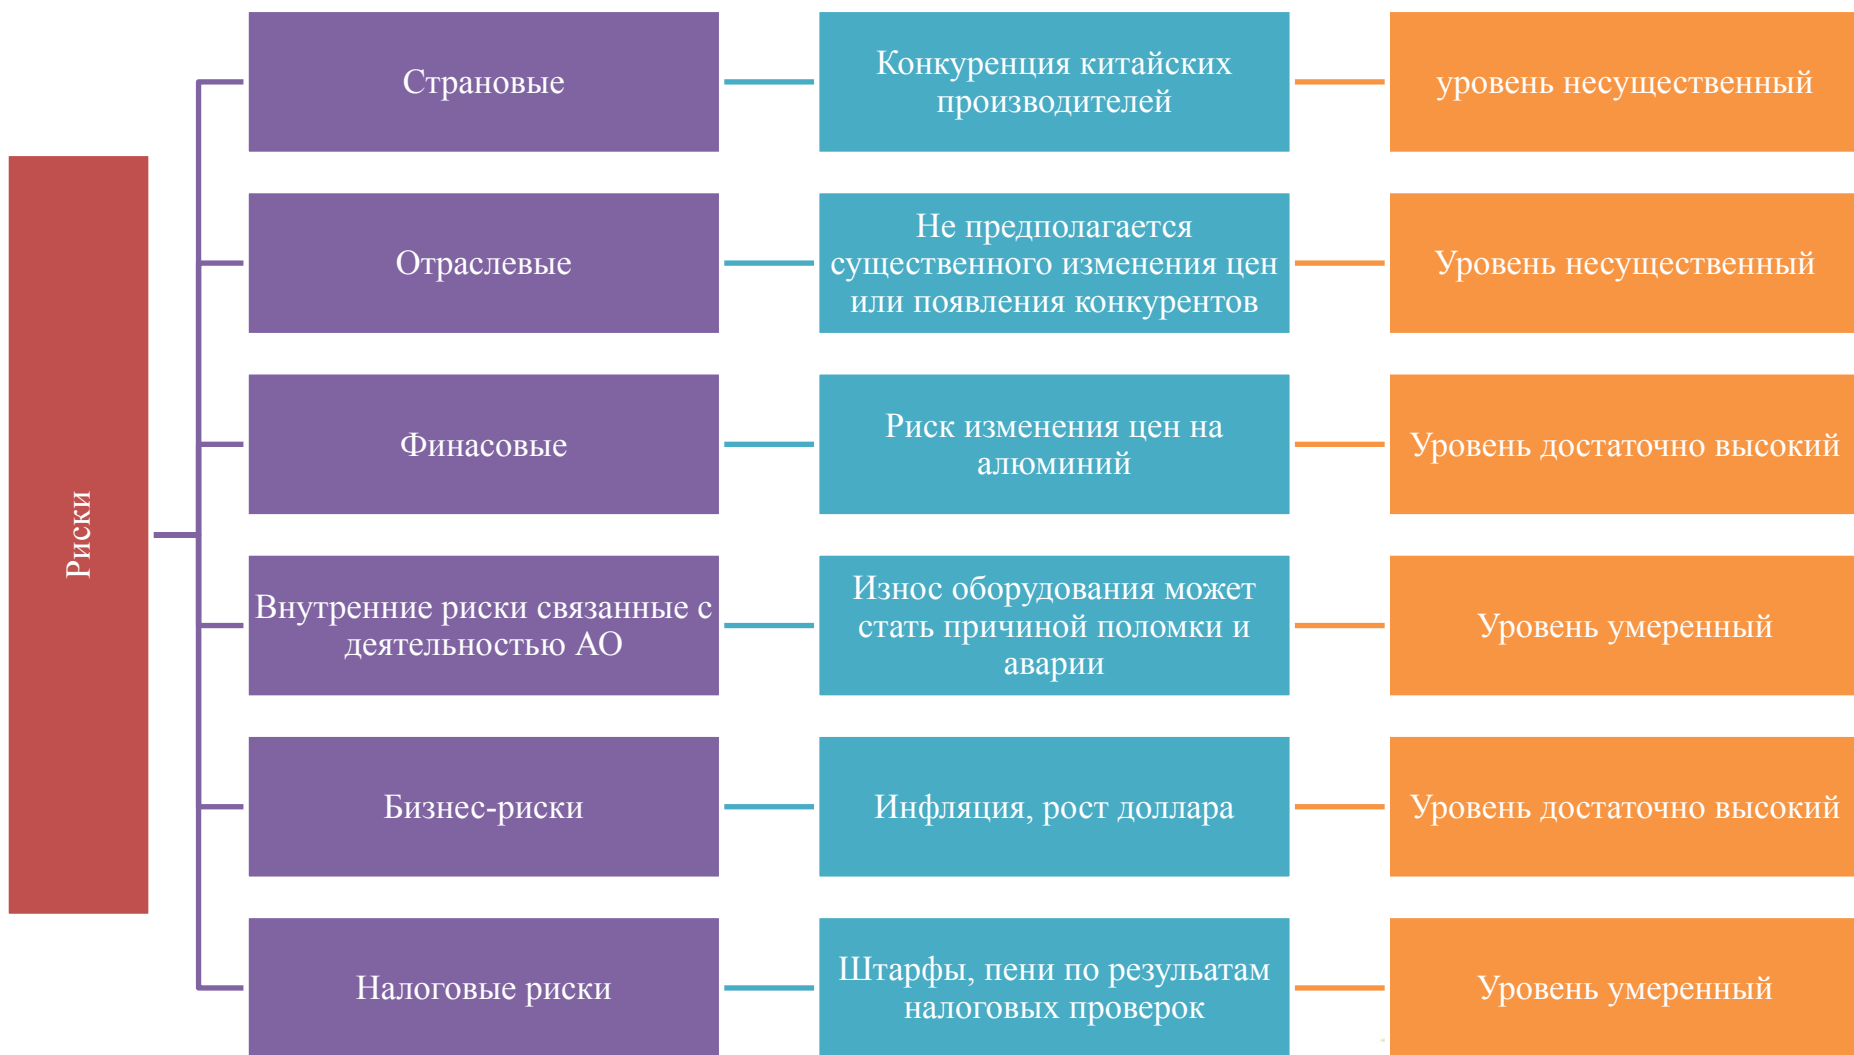 Риски
Страновые
Конкуренция китайских
производителей
уровень несущественный
Отраслевые
Не предполагается
существенного изменения цен
или появления конкурентов
Уровень несущественный
Финасовые
Риск изменения цен на
алюминий
Уровень достаточно высокий
Внутренние риски связанные с
деятельностью АО
Износ оборудования может
стать причиной поломки и
аварии
Уровень умеренный
Бизнес-риски
Инфляция, рост доллара
Уровень достаточно высокий
Налоговые риски
Штарфы, пени по резульатам
налоговых проверок
Уровень умеренный